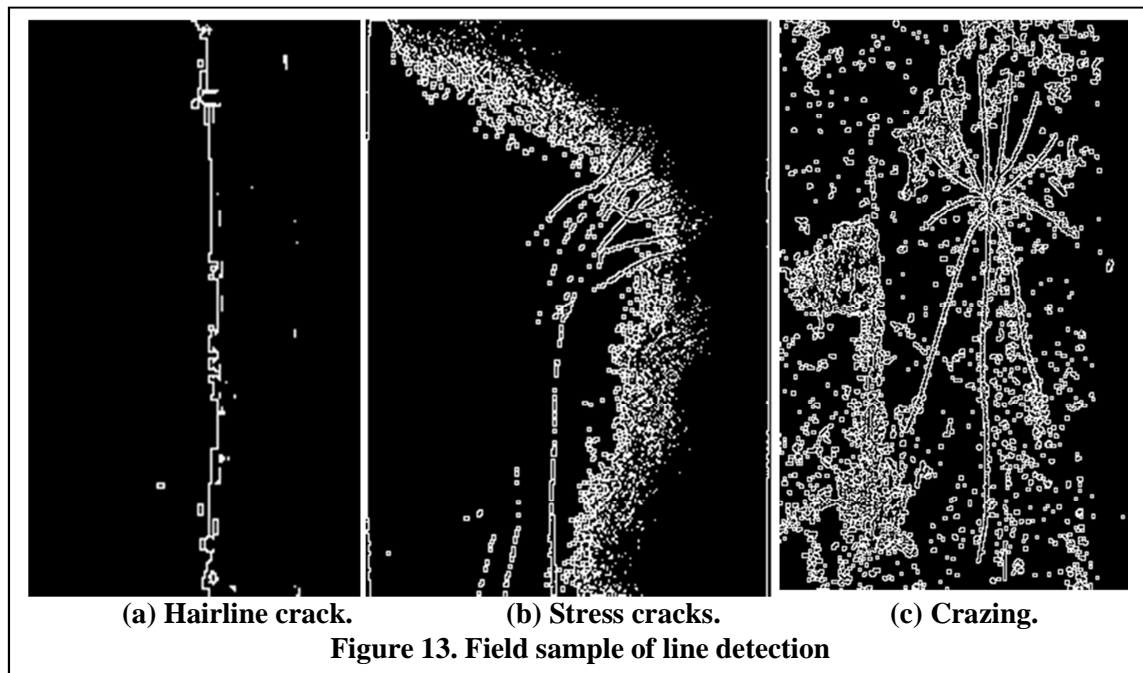 (a) Hairline crack. (b) Stress cracks. (c) Crazing.
Figure 13. Field sample of line detection